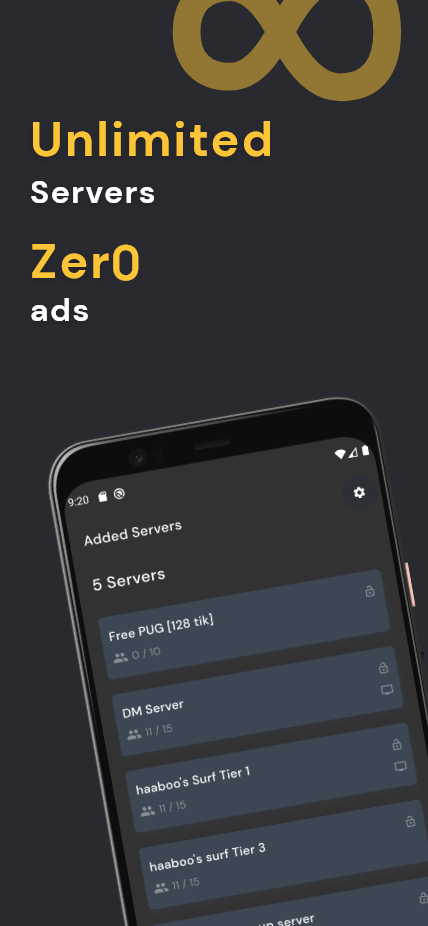 Unlimited
Servers
Zer0
ads
9:20
Added Servers
5 Servers
Free PUG [128 tik]
0 / 10
DM Server
11 / 15
haaboo's Surf Tier 1
11 / 15
haaboo's surf Tier 3
11 / 15
server